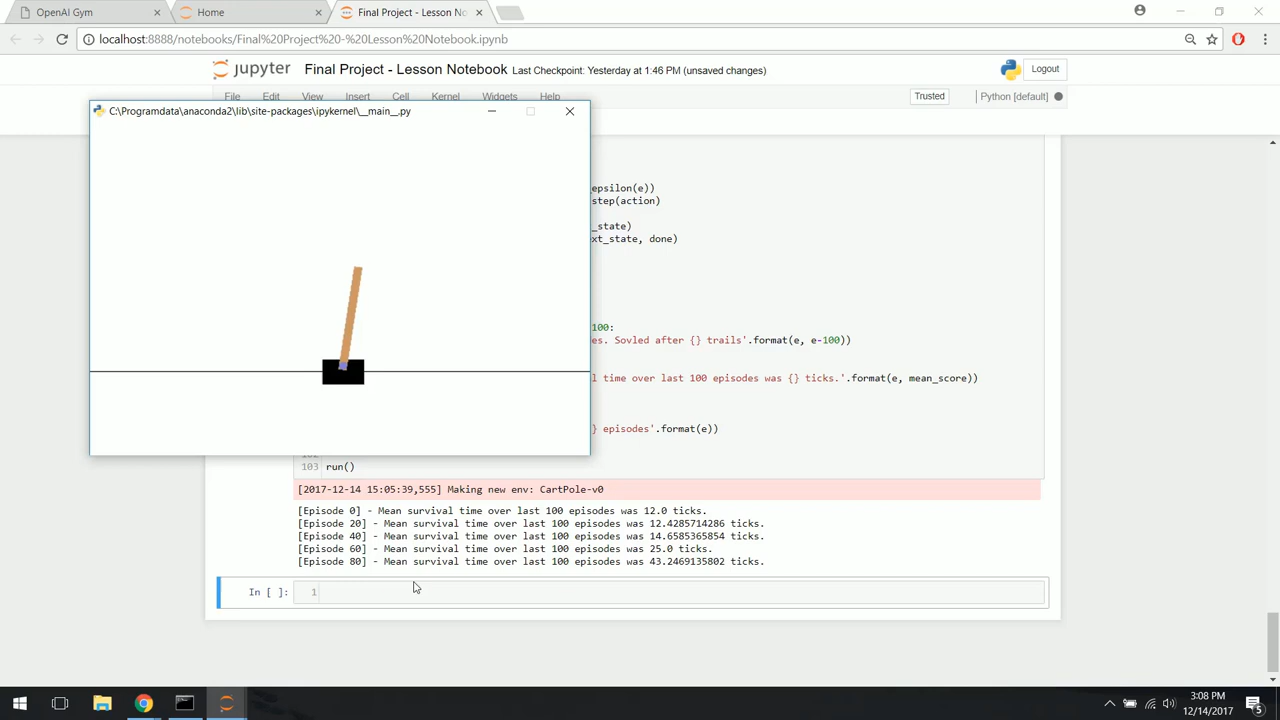 OpenAI Gym
Home
Final Project - Lesson No
localhost:8888/notebooks/Final%20Project%20-%20Lesson%20Notebook.ipynb
jupyter Final Project - Lesson Notebook Last Checkpoint: Yesterday at 1:46 PM (unsaved changes)
Logout
File Edit View Insert Cell Kernel Widgets Help
Trusted
Python [default]
C:\Programdata\anaconda2\lib\site-packages\ipykernel\__main__.py
epsilon(e))
step(action)
_state)
ext_state, done)
100:
es. Sovled after {} trails'.format(e, e-100))
l time over last 100 episodes was {} ticks.'.format(e, mean_score))
} episodes'.format(e))
102
103 run()
[2017-12-14 15:05:39,555] Making new env: CartPole-v0
[Episode 0] - Mean survival time over last 100 episodes was 12.0 ticks.
[Episode 20] - Mean survival time over last 100 episodes was 12.4285714286 ticks.
[Episode 40] - Mean survival time over last 100 episodes was 14.6585365854 ticks.
[Episode 60] - Mean survival time over last 100 episodes was 25.0 ticks.
[Episode 80] - Mean survival time over last 100 episodes was 43.2469135802 ticks.
In [ ]: 1
3:08 PM
12/14/2017
5